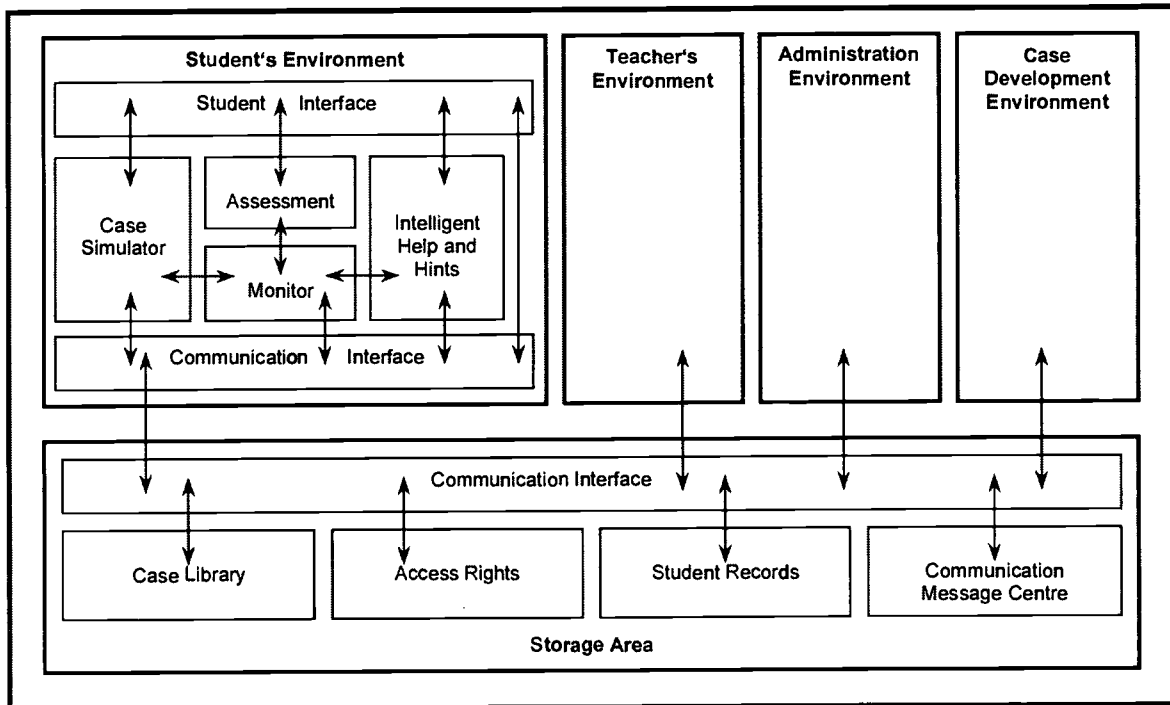 Student's Environment
Student Interface
Case
Simulator
Assessment
Monitor
Intelligent
Help and
Hints
Communication Interface
Teacher's
Environment
Administration
Environment
Case
Development
Environment
Communication Interface
Case Library
Access Rights
Student Records
Communication
Message Centre
Storage Area